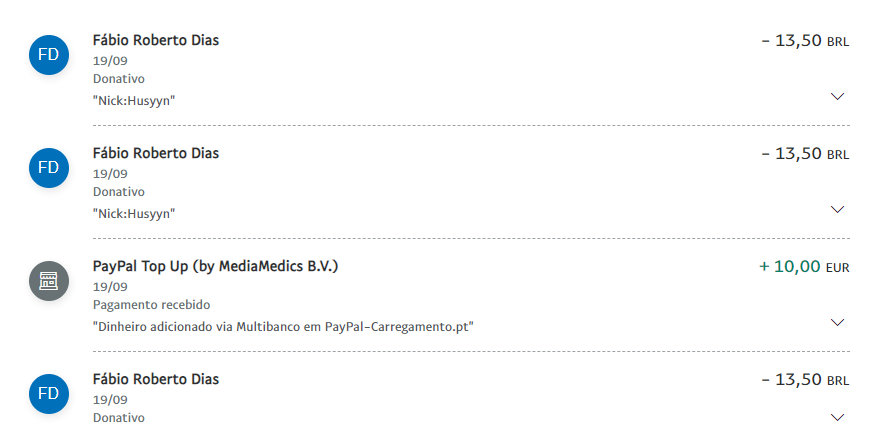 FD
Fábio Roberto Dias
- 13,50 BRL
19/09
Donativo
"Nick:Husyyn"
FD
Fábio Roberto Dias
- 13,50 BRL
19/09
Donativo
"Nick:Husyyn"
PayPal Top Up (by MediaMedics B.V.)
+ 10,00 EUR
19/09
Pagamento recebido
"Dinheiro adicionado via Multibanco em PayPal-Carregamento.pt"
FD
Fábio Roberto Dias
- 13,50 BRL
19/09
Donativo